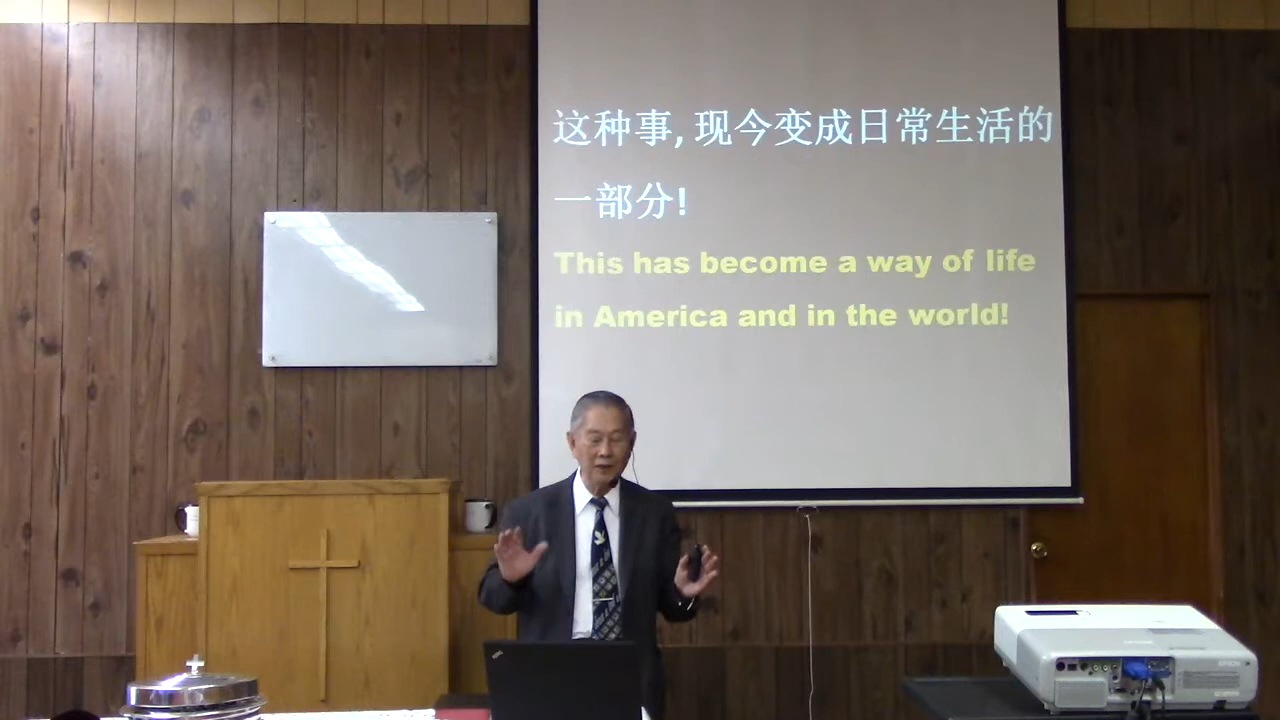 这种事, 现今变成日常生活的
一部分!
This has become a way of life
in America and in the world!
EPSON